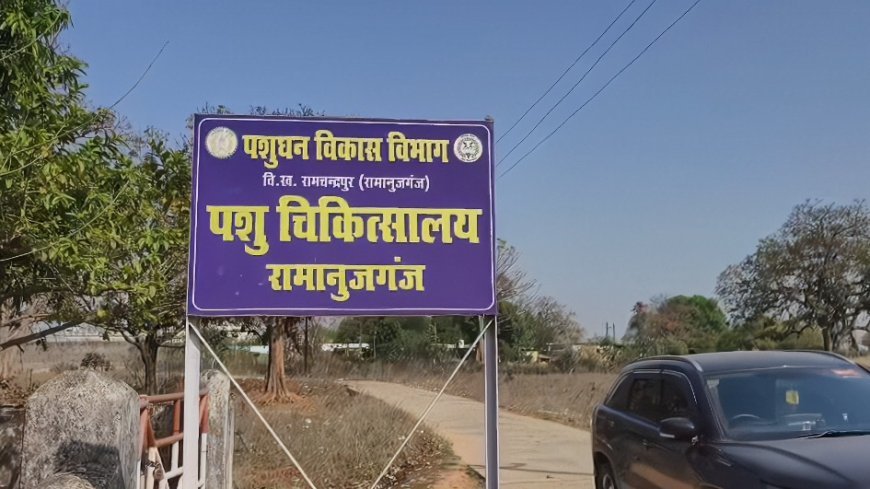 पशुधन विकास विभाग
वि.ख. रामचन्द्रपुर (रामानुजगंज)
पशु चिकित्सालय
रामानुजगंज